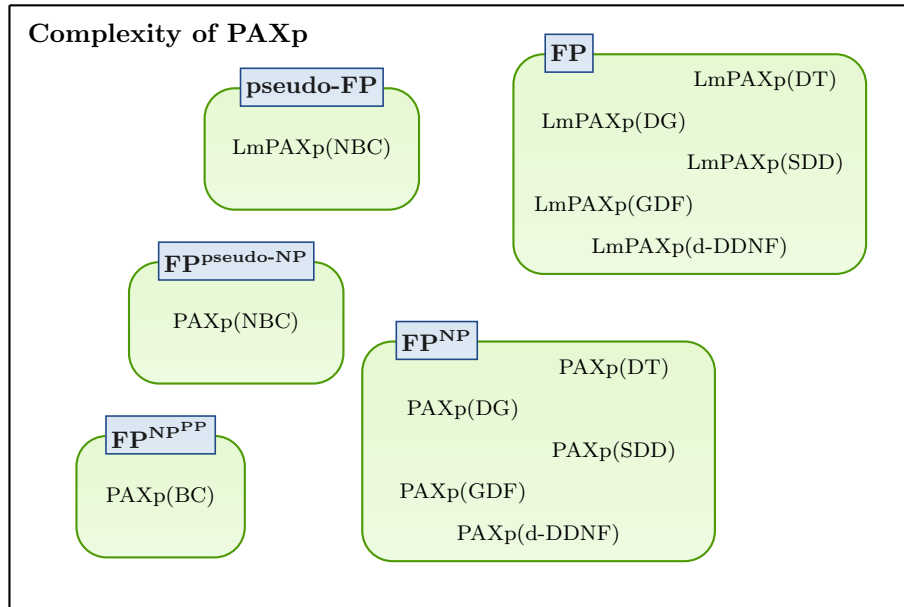 Complexity of PAXp
pseudo-FP
LmPAXp(NBC)
FP
LmPAXp(DT)
LmPAXp(DG)
LmPAXp(SDD)
LmPAXp(GDF)
LmPAXp(d-DDNF)
FP^pseudo-NP
PAXp(NBC)
FP^NP
PAXp(DT)
PAXp(DG)
PAXp(SDD)
PAXp(GDF)
PAXp(d-DDNF)
FP^NP^PP
PAXp(BC)